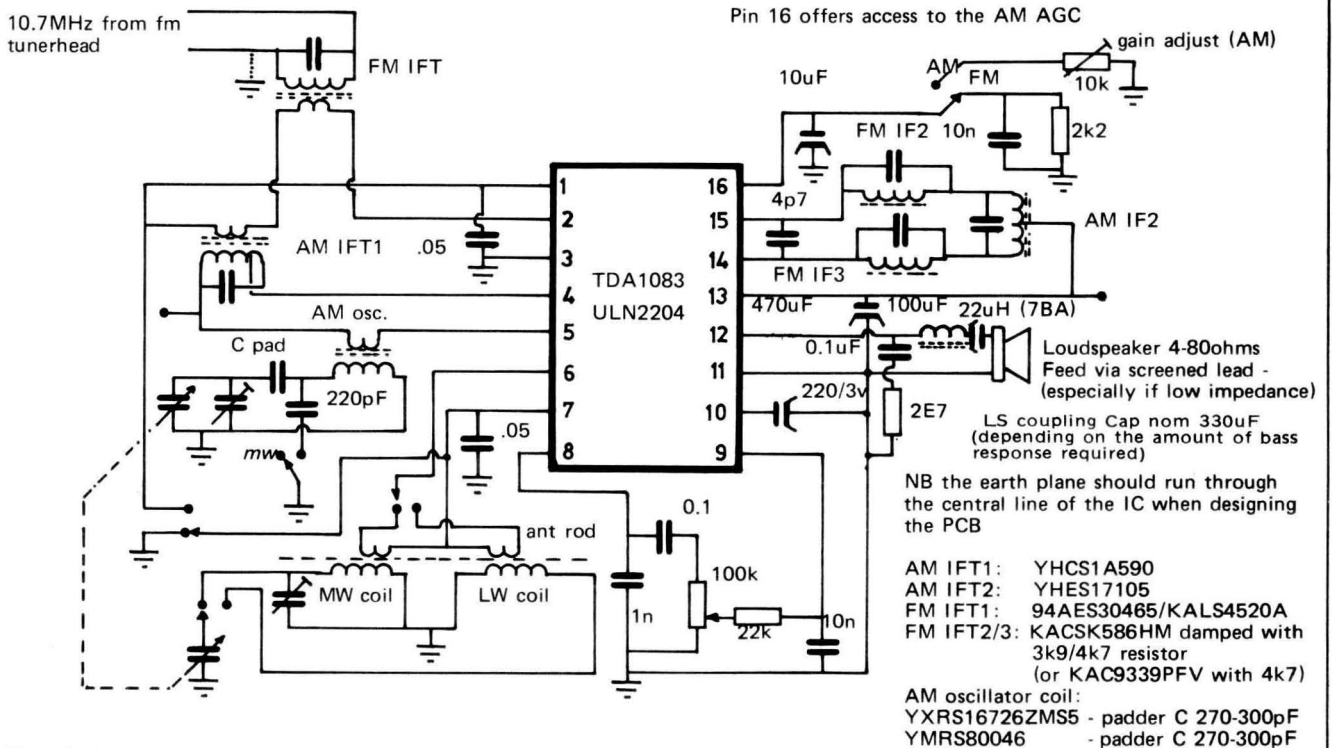 10.7MHz from fm
tunerhead
Pin 16 offers access to the AM AGC
gain adjust (AM)
AM
FM
10k
FM IFT
10uF
FM IF2
10n
2k2
4p7
AM IF2
AM IFT1
.05
1
2
3
4
5
6
7
8
TDA1083
ULN2204
16
15
14
13
12
11
10
9
FM IF3
470uF
100uF
22uH (7BA)
AM osc.
C pad
220pF
0.1uF
220/3v
2E7
Loudspeaker 4-80ohms
Feed via screened lead -
(especially if low impedance)
LS coupling Cap nom 330uF
(depending on the amount of bass
response required)
mw
.05
NB the earth plane should run through
the central line of the IC when designing
the PCB
0.1
ant rod
100k
MW coil
LW coil
1n
22k
10n
AM IFT1: YHCS1A590
AM IFT2: YHES17105
FM IFT1: 94AES30465/KALS4520A
FM IFT2/3: KACSK586HM damped with
3k9/4k7 resistor
(or KAC9339PFV with 4k7)
AM oscillator coil:
YXRS16726ZMS5 - padder C 270-300pF
YMRS80046 - padder C 270-300pF